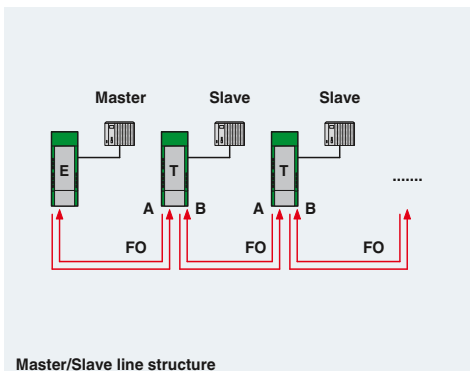 Master Slave Slave
E T T
.......
A B A B
FO FO FO
Master/Slave line structure